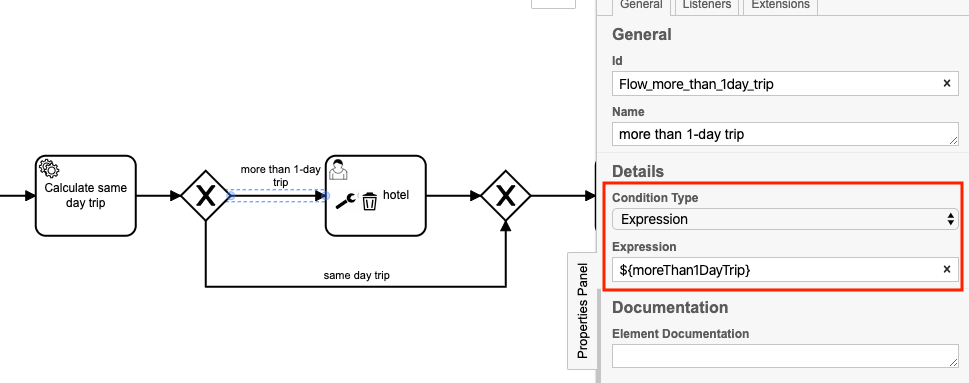 General Listeners Extensions
General
Id
Flow_more_than_1day_trip ×
Name
more than 1-day trip
Details
Condition Type
Expression
Expression
${moreThan1DayTrip} ×
Documentation
Element Documentation
Properties Panel
Calculate same
day trip
more than 1-day
trip
hotel
same day trip